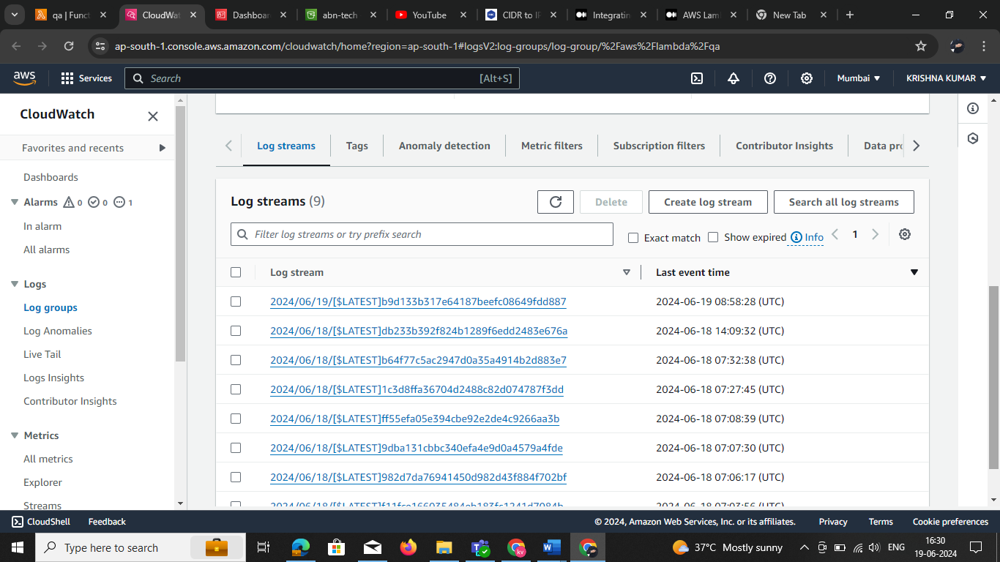 qa | Funct
CloudWat
Dashboar
abn-tech
YouTube
CIDR to IP
Integratin
AWS Lam
New Tab
ap-south-1.console.aws.amazon.com/cloudwatch/home?region=ap-south-1#logsV2:log-groups/log-group/%2Faws%2Flambda%2Fqa
aws
Services
Search
[Alt+S]
Mumbai
KRISHNA KUMAR
CloudWatch
Favorites and recents
Dashboards
Alarms 0 0 1
In alarm
All alarms
Logs
Log groups
Log Anomalies
Live Tail
Logs Insights
Contributor Insights
Metrics
All metrics
Explorer
Streams
Log streams
Tags
Anomaly detection
Metric filters
Subscription filters
Contributor Insights
Data pro
Log streams (9)
Delete
Create log stream
Search all log streams
Filter log streams or try prefix search
Exact match
Show expired
Info
1
Log stream Last event time
2024/06/19/[$LATEST]b9d133b317e64187beefc08649fdd887 2024-06-19 08:58:28 (UTC)
2024/06/18/[$LATEST]db233b392f824b1289f6edd2483e676a 2024-06-18 14:09:32 (UTC)
2024/06/18/[$LATEST]b64f77c5ac2947d0a35a4914b2d883e7 2024-06-18 07:32:38 (UTC)
2024/06/18/[$LATEST]1c3d8ffa36704d2488c82d074787f3dd 2024-06-18 07:27:45 (UTC)
2024/06/18/[$LATEST]ff55efa05e394cbe92e2de4c9266aa3b 2024-06-18 07:08:39 (UTC)
2024/06/18/[$LATEST]9dba131cbbc340efa4e9d0a4579a4fde 2024-06-18 07:07:30 (UTC)
2024/06/18/[$LATEST]982d7da76941450d982d43f884f702bf 2024-06-18 07:06:17 (UTC)
2024-06-18 07:03:56 (UTC)
CloudShell
Feedback
© 2024, Amazon Web Services, Inc. or its affiliates.
Privacy
Terms
Cookie preferences
Type here to search
37°C Mostly sunny
ENG
16:30
19-06-2024